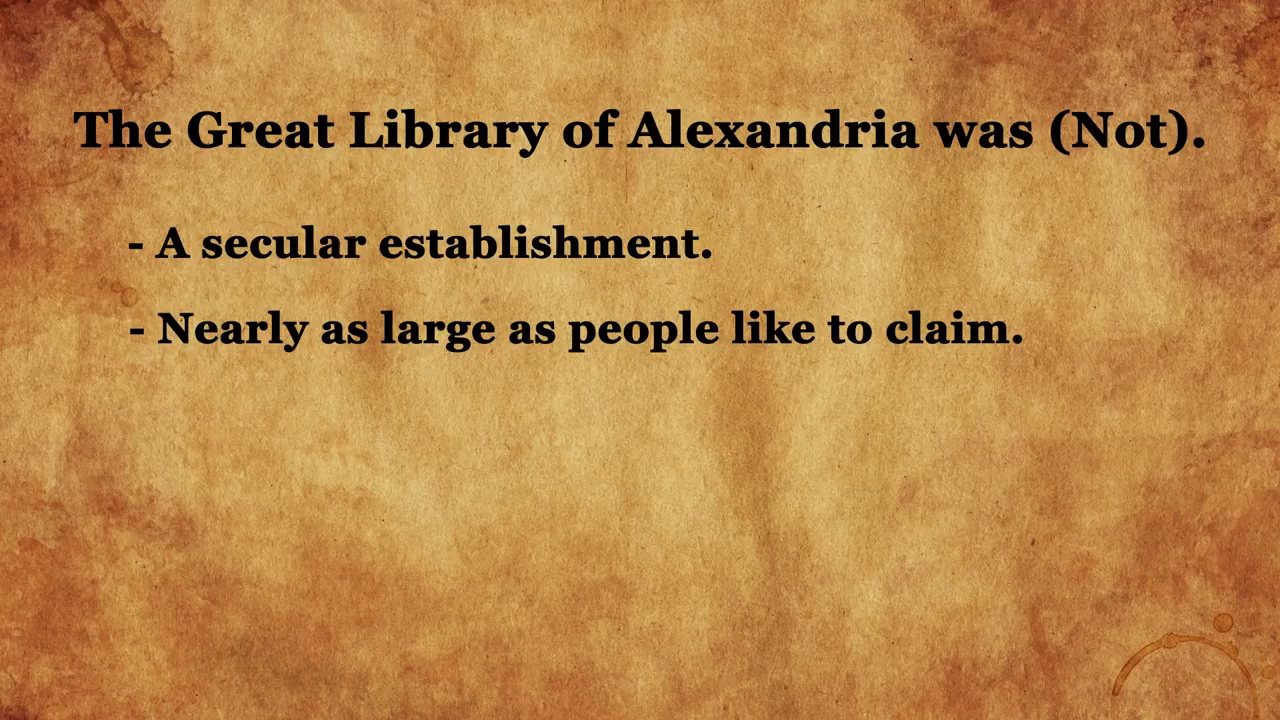 The Great Library of Alexandria was (Not).
- A secular establishment.
- Nearly as large as people like to claim.